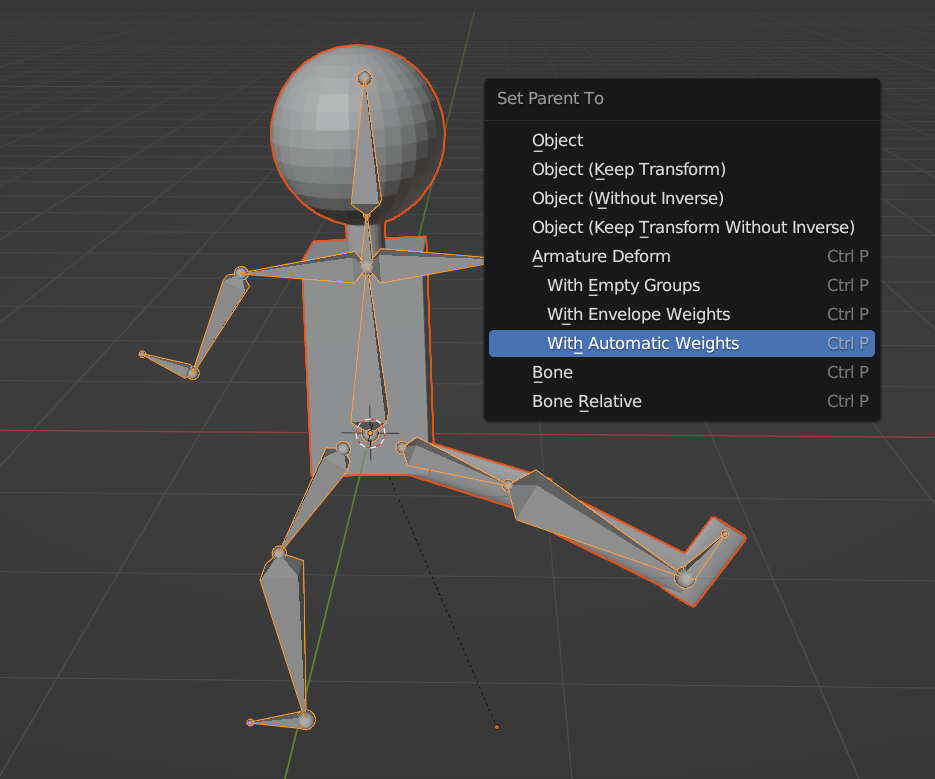 Set Parent To
Object
Object (Keep Transform)
Object (Without Inverse)
Object (Keep Transform Without Inverse)
Armature Deform Ctrl P
With Empty Groups Ctrl P
With Envelope Weights Ctrl P
With Automatic Weights Ctrl P
Bone Ctrl P
Bone Relative Ctrl P